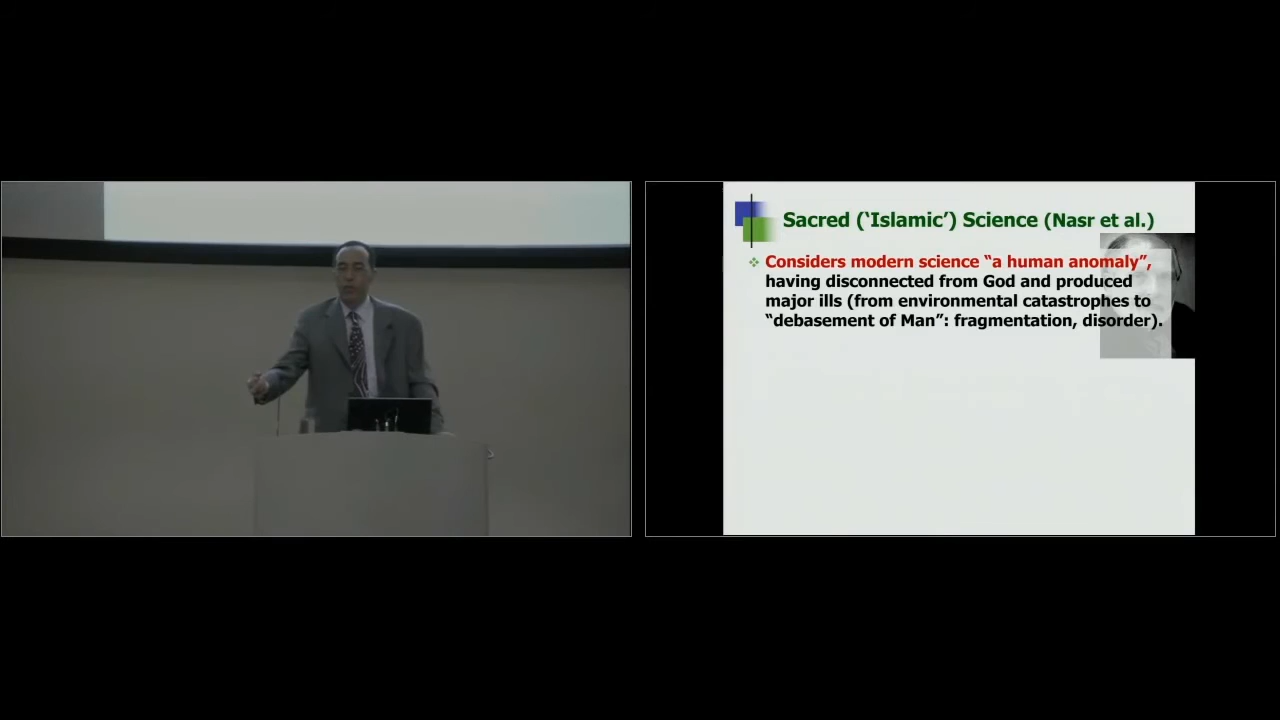 Sacred (‘Islamic’) Science (Nasr et al.)
Considers modern science “a human anomaly”,
having disconnected from God and produced
major ills (from environmental catastrophes to
“debasement of Man”: fragmentation, disorder).